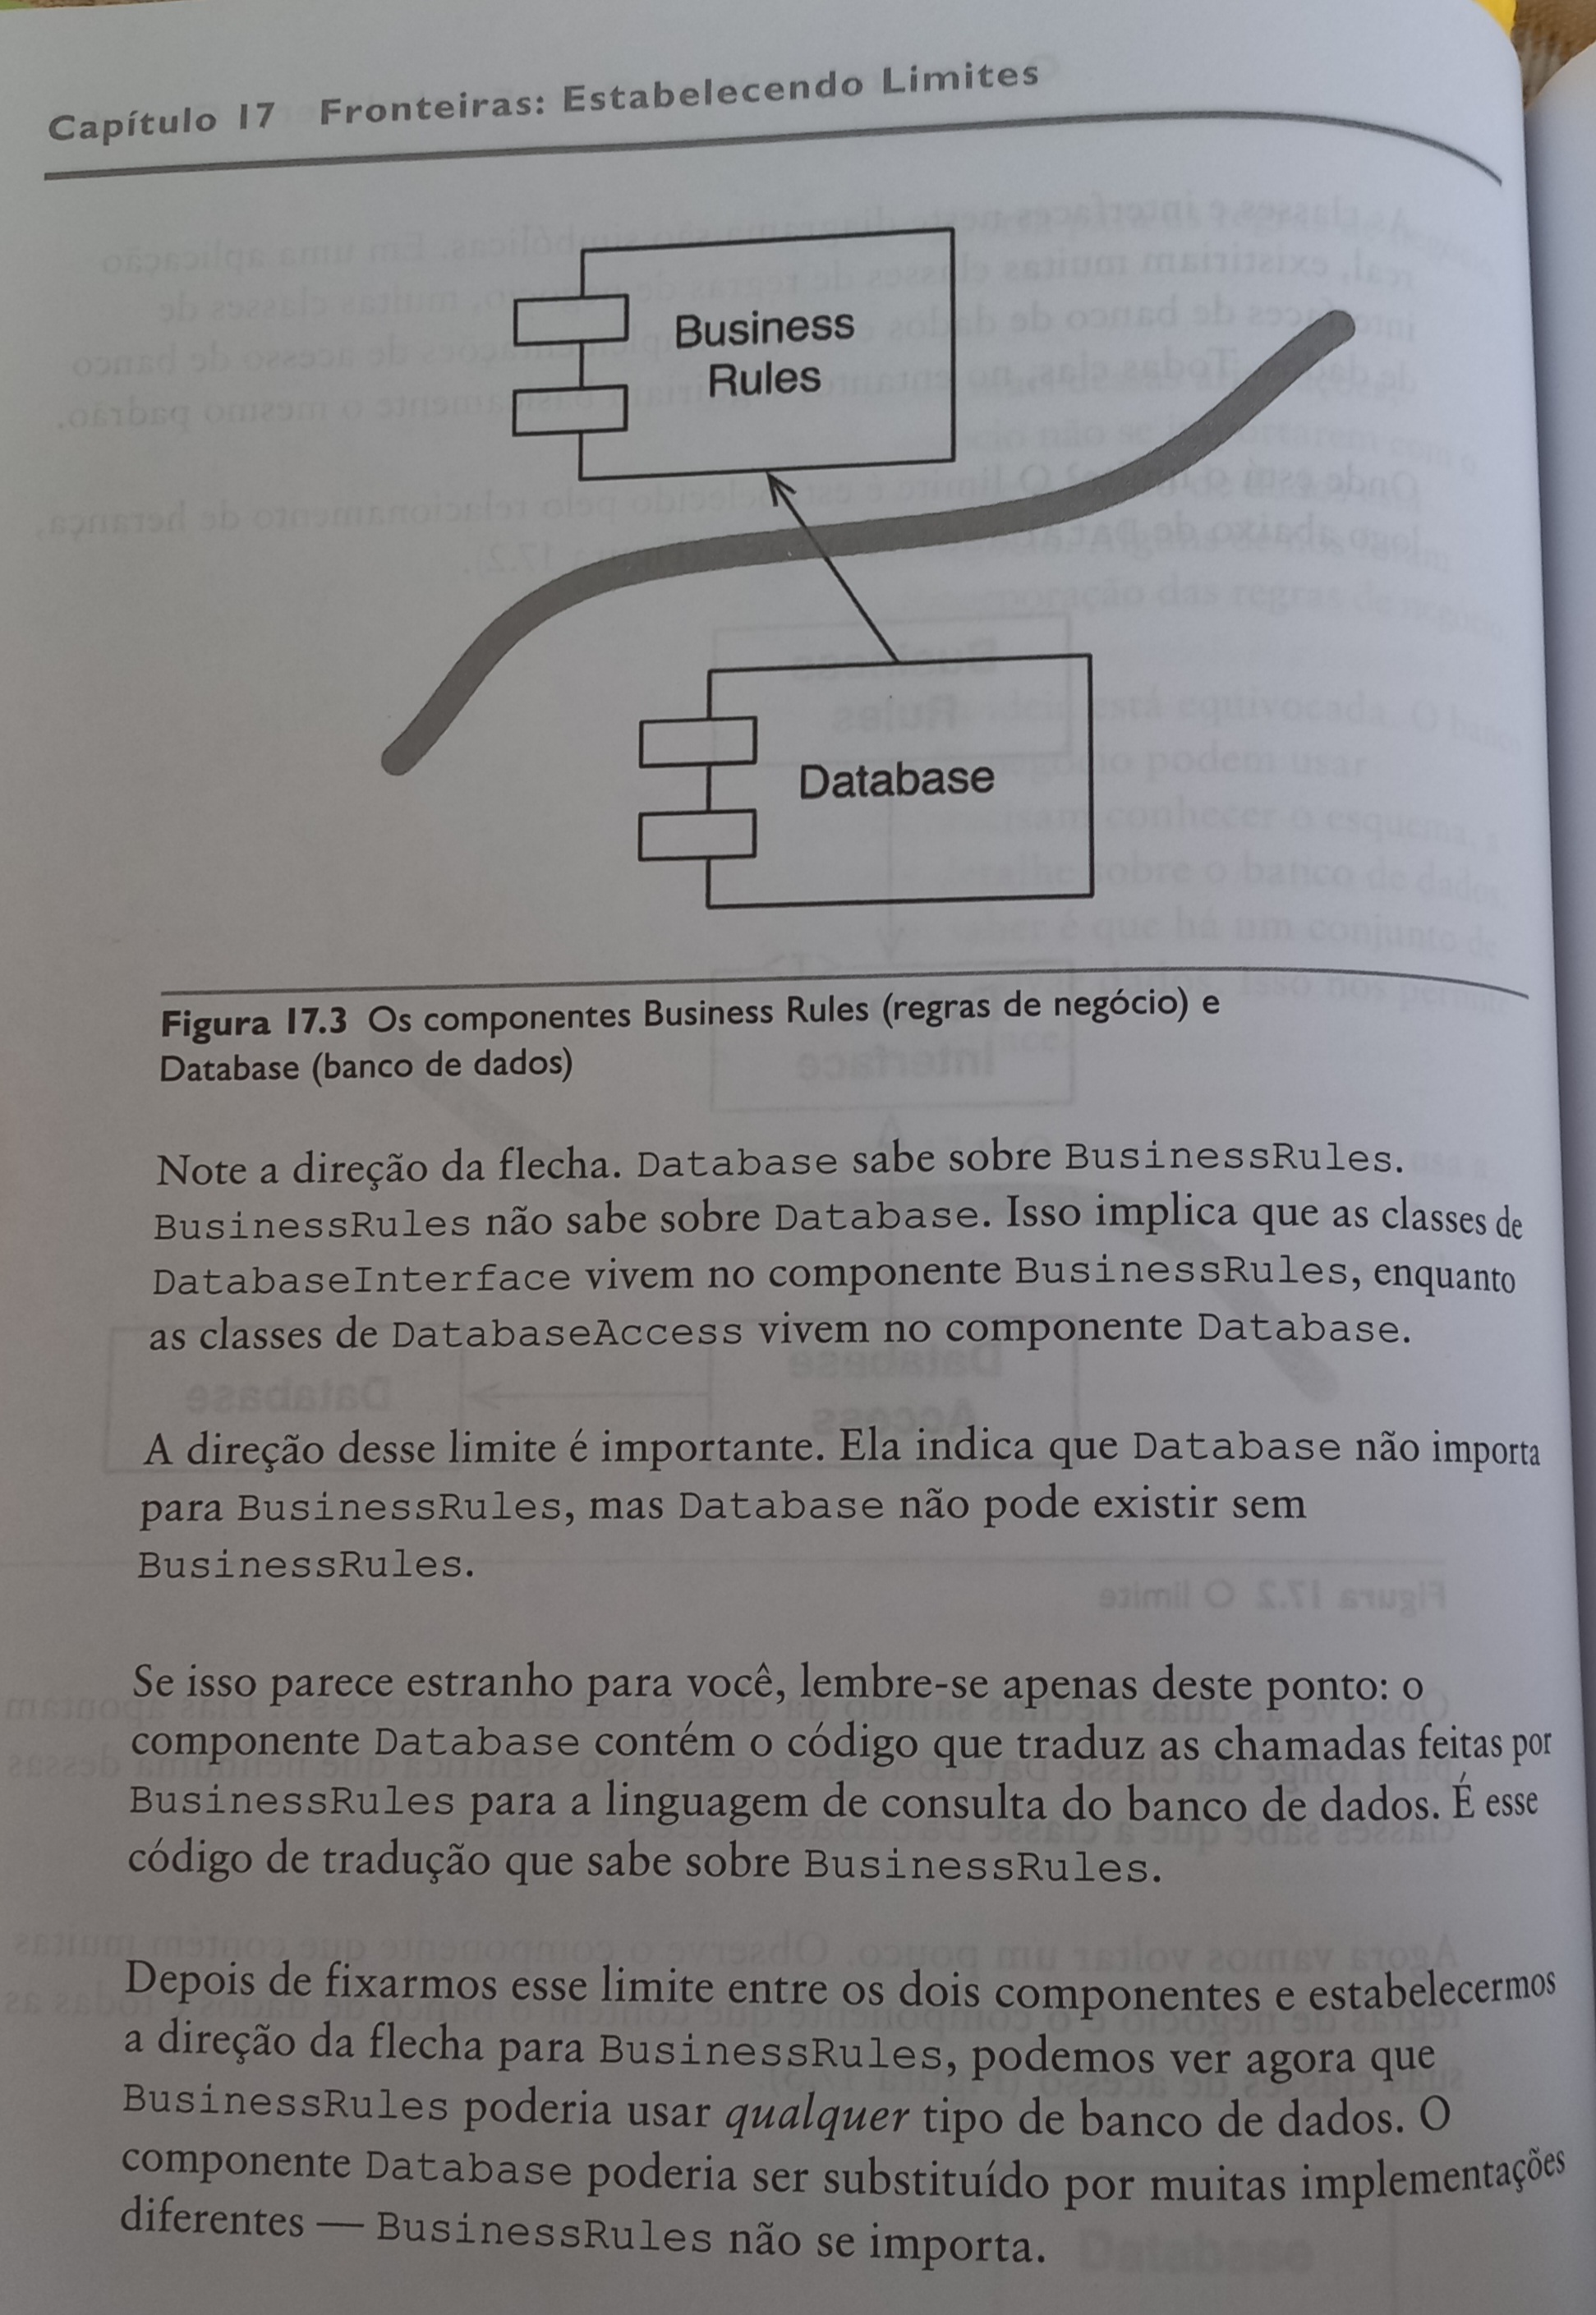 Capítulo 17 Fronteiras: Estabelecendo Limites
Business
Rules
Database
Figura 17.3 Os componentes Business Rules (regras de negócio) e
Database (banco de dados)
Note a direção da flecha. Database sabe sobre BusinessRules.
BusinessRules não sabe sobre Database. Isso implica que as classes de
DatabaseInterface vivem no componente BusinessRules, enquanto
as classes de DatabaseAccess vivem no componente Database.
A direção desse limite é importante. Ela indica que Database não importa
para BusinessRules, mas Database não pode existir sem
BusinessRules.
Se isso parece estranho para você, lembre-se apenas deste ponto: o
componente Database contém o código que traduz as chamadas feitas por
BusinessRules para a linguagem de consulta do banco de dados. É esse
código de tradução que sabe sobre BusinessRules.
Depois de fixarmos esse limite entre os dois componentes e estabelecermos
a direção da flecha para BusinessRules, podemos ver agora que
BusinessRules poderia usar qualquer tipo de banco de dados. O
componente Database poderia ser substituído por muitas implementações
diferentes — BusinessRules não se importa.